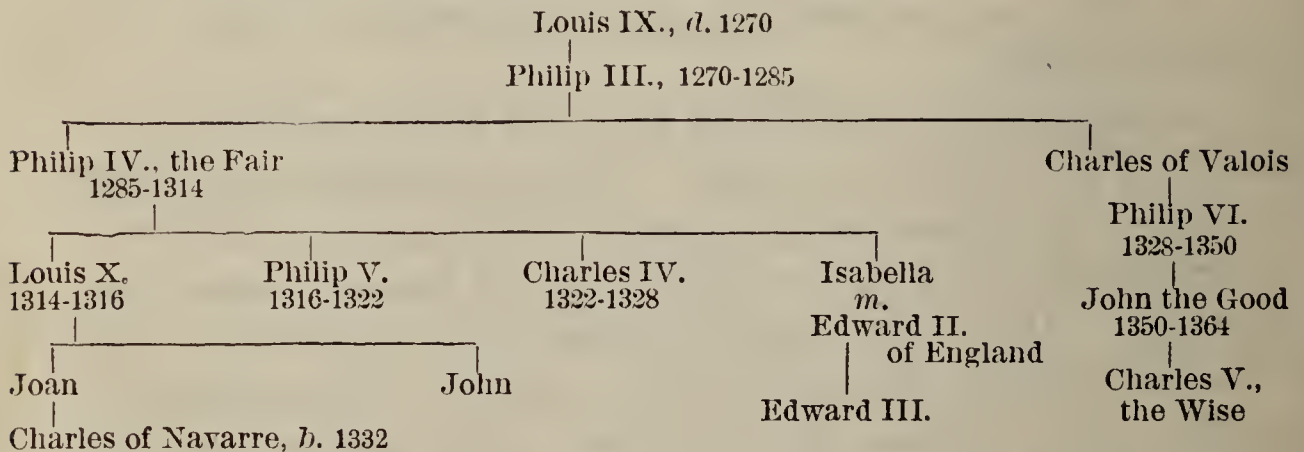 Louis IX., d. 1270
Philip III., 1270-1285
Philip IV., the Fair
1285-1314
Charles of Valois
Philip VI.
1328-1350
Louis X.
1314-1316
Philip V.
1316-1322
Charles IV.
1322-1328
Isabella
m.
Edward II.
of England
John the Good
1350-1364
Joan
John
Edward III.
Charles V.,
the Wise
Charles of Navarre, b. 1332